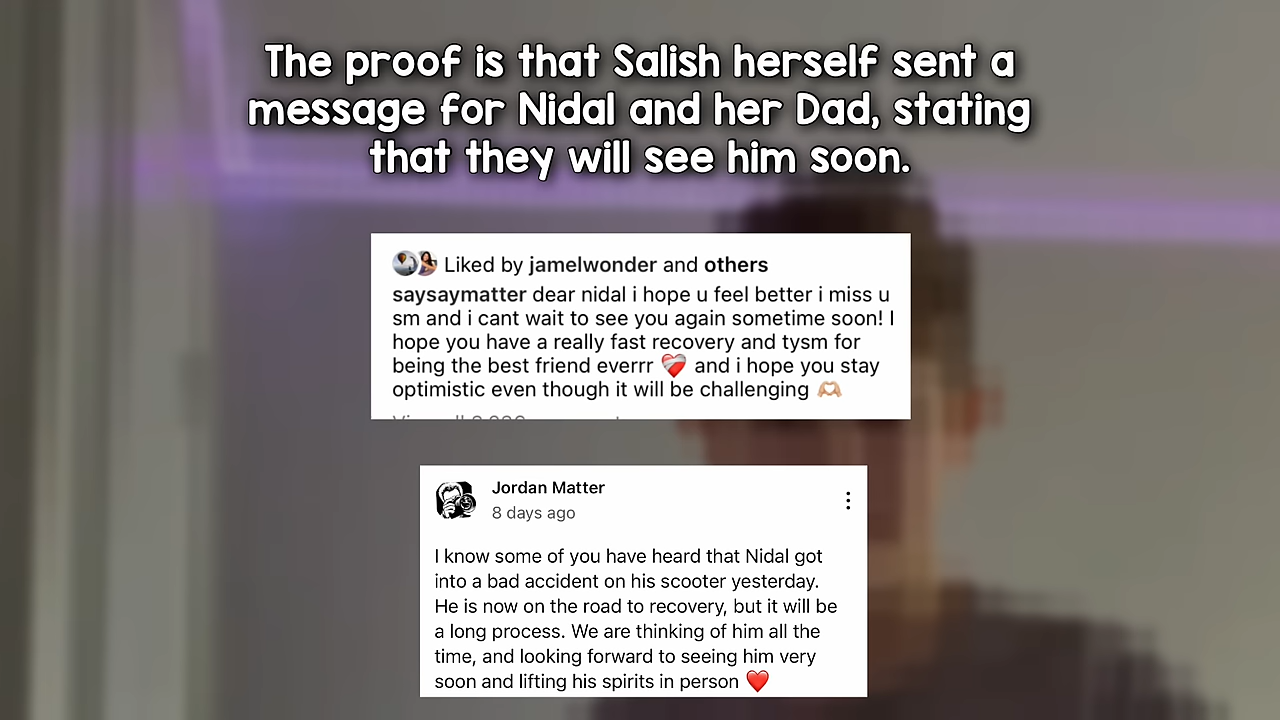 The proof is that Salish herself sent a
message for Nidal and her Dad, stating
that they will see him soon.
Liked by jamelwonder and others
saysaymatter dear nidal i hope u feel better i miss u
sm and i cant wait to see you again sometime soon! I
hope you have a really fast recovery and tysm for
being the best friend everrr ❤️‍🩹 and i hope you stay
optimistic even though it will be challenging 🫶🏼
Jordan Matter
8 days ago
I know some of you have heard that Nidal got
into a bad accident on his scooter yesterday.
He is now on the road to recovery, but it will be
a long process. We are thinking of him all the
time, and looking forward to seeing him very
soon and lifting his spirits in person ❤️